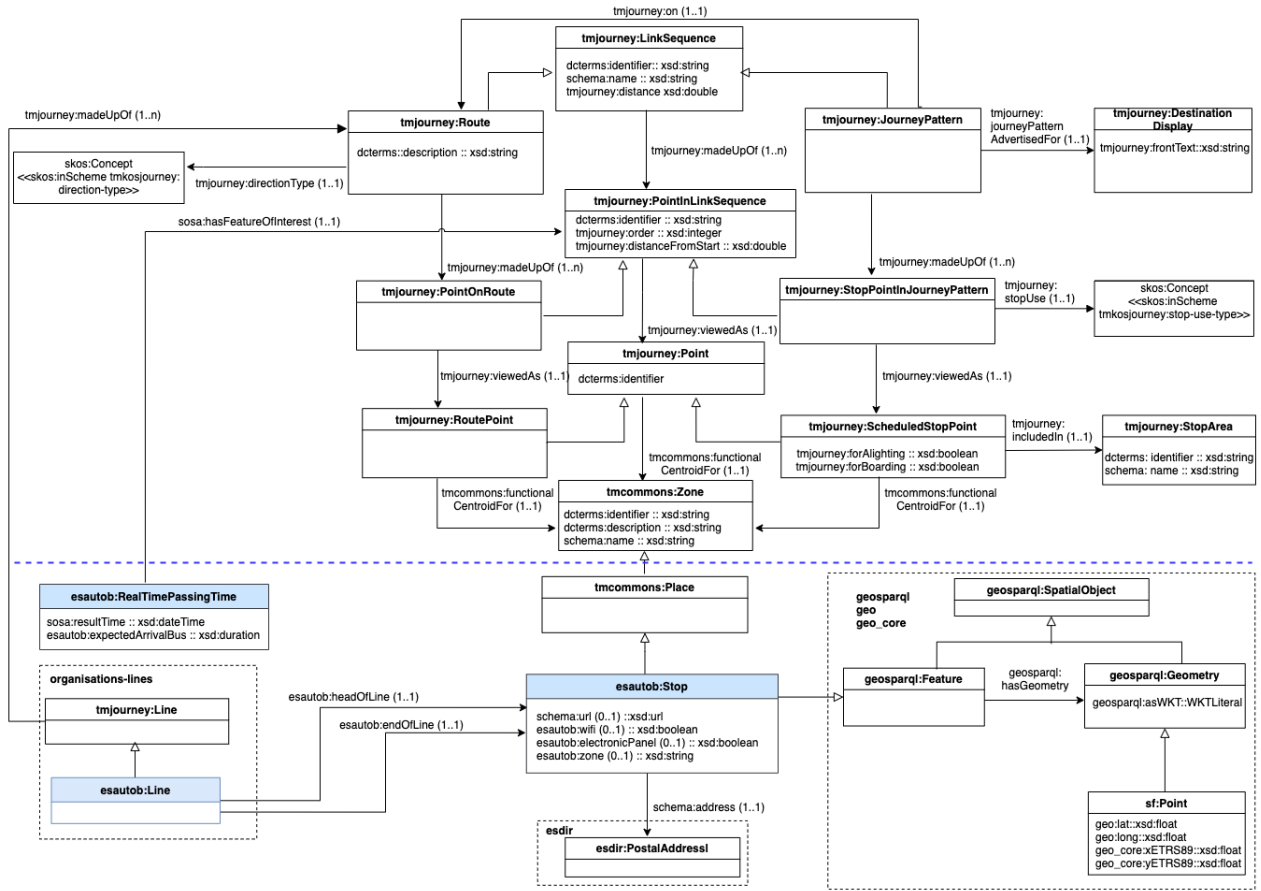 tmjourney:on (1..1)
tmjourney:LinkSequence
dcterms:identifier:: xsd:string
schema:name :: xsd:string
tmjourney:distance xsd:double
tmjourney:madeUpOf (1..n)
tmjourney:Route
dcterms::description :: xsd:string
tmjourney:JourneyPattern
tmjourney:
journeyPattern
AdvertisedFor (1..1)
tmjourney:Destination
Display
tmjourney:frontText::xsd:string
skos:Concept
<<skos:inScheme tmkosjourney:
direction-type>>
tmjourney:directionType (1..1)
tmjourney:madeUpOf (1..n)
tmjourney:PointInLinkSequence
dcterms:identifier :: xsd:string
tmjourney:order :: xsd:integer
tmjourney:distanceFromStart :: xsd:double
sosa:hasFeatureOfInterest (1..1)
tmjourney:madeUpOf (1..n)
tmjourney:madeUpOf (1..n)
tmjourney:PointOnRoute
tmjourney:StopPointInJourneyPattern
tmjourney:
stopUse (1..1)
skos:Concept
<<skos:inScheme
tmkosjourney:stop-use-type>>
tmjourney:viewedAs (1..1)
tmjourney:Point
dcterms:identifier
tmjourney:viewedAs (1..1)
tmjourney:viewedAs (1..1)
tmjourney:RoutePoint
tmjourney:ScheduledStopPoint
tmjourney:forAlighting :: xsd:boolean
tmjourney:forBoarding :: xsd:boolean
tmjourney:
includedIn (1..1)
tmjourney:StopArea
dcterms: identifier :: xsd:string
schema: name :: xsd:string
tmcommons:functional
CentroidFor (1..1)
tmcommons:functional
CentroidFor (1..1)
tmcommons:functional
CentroidFor (1..1)
tmcommons:Zone
dcterms:identifier :: xsd:string
dcterms:description :: xsd:string
schema:name :: xsd:string
esautob:RealTimePassingTime
sosa:resultTime :: xsd:dateTime
esautob:expectedArrivalBus :: xsd:duration
tmcommons:Place
geosparql
geo
geo_core
geosparql:SpatialObject
organisations-lines
tmjourney:Line
esautob:Line
esautob:headOfLine (1..1)
esautob:endOfLine (1..1)
esautob:Stop
schema:url (0..1) ::xsd:url
esautob:wifi (0..1) :: xsd:boolean
esautob:electronicPanel (0..1) :: xsd:boolean
esautob:zone (0..1) :: xsd:string
geosparql:Feature
geosparql:
hasGeometry
geosparql:Geometry
geosparql:asWKT::WKTLiteral
schema:address (1..1)
esdir
esdir:PostalAddressl
sf:Point
geo:lat::xsd:float
geo:long::xsd:float
geo_core:xETRS89::xsd:float
geo_core:yETRS89::xsd:float